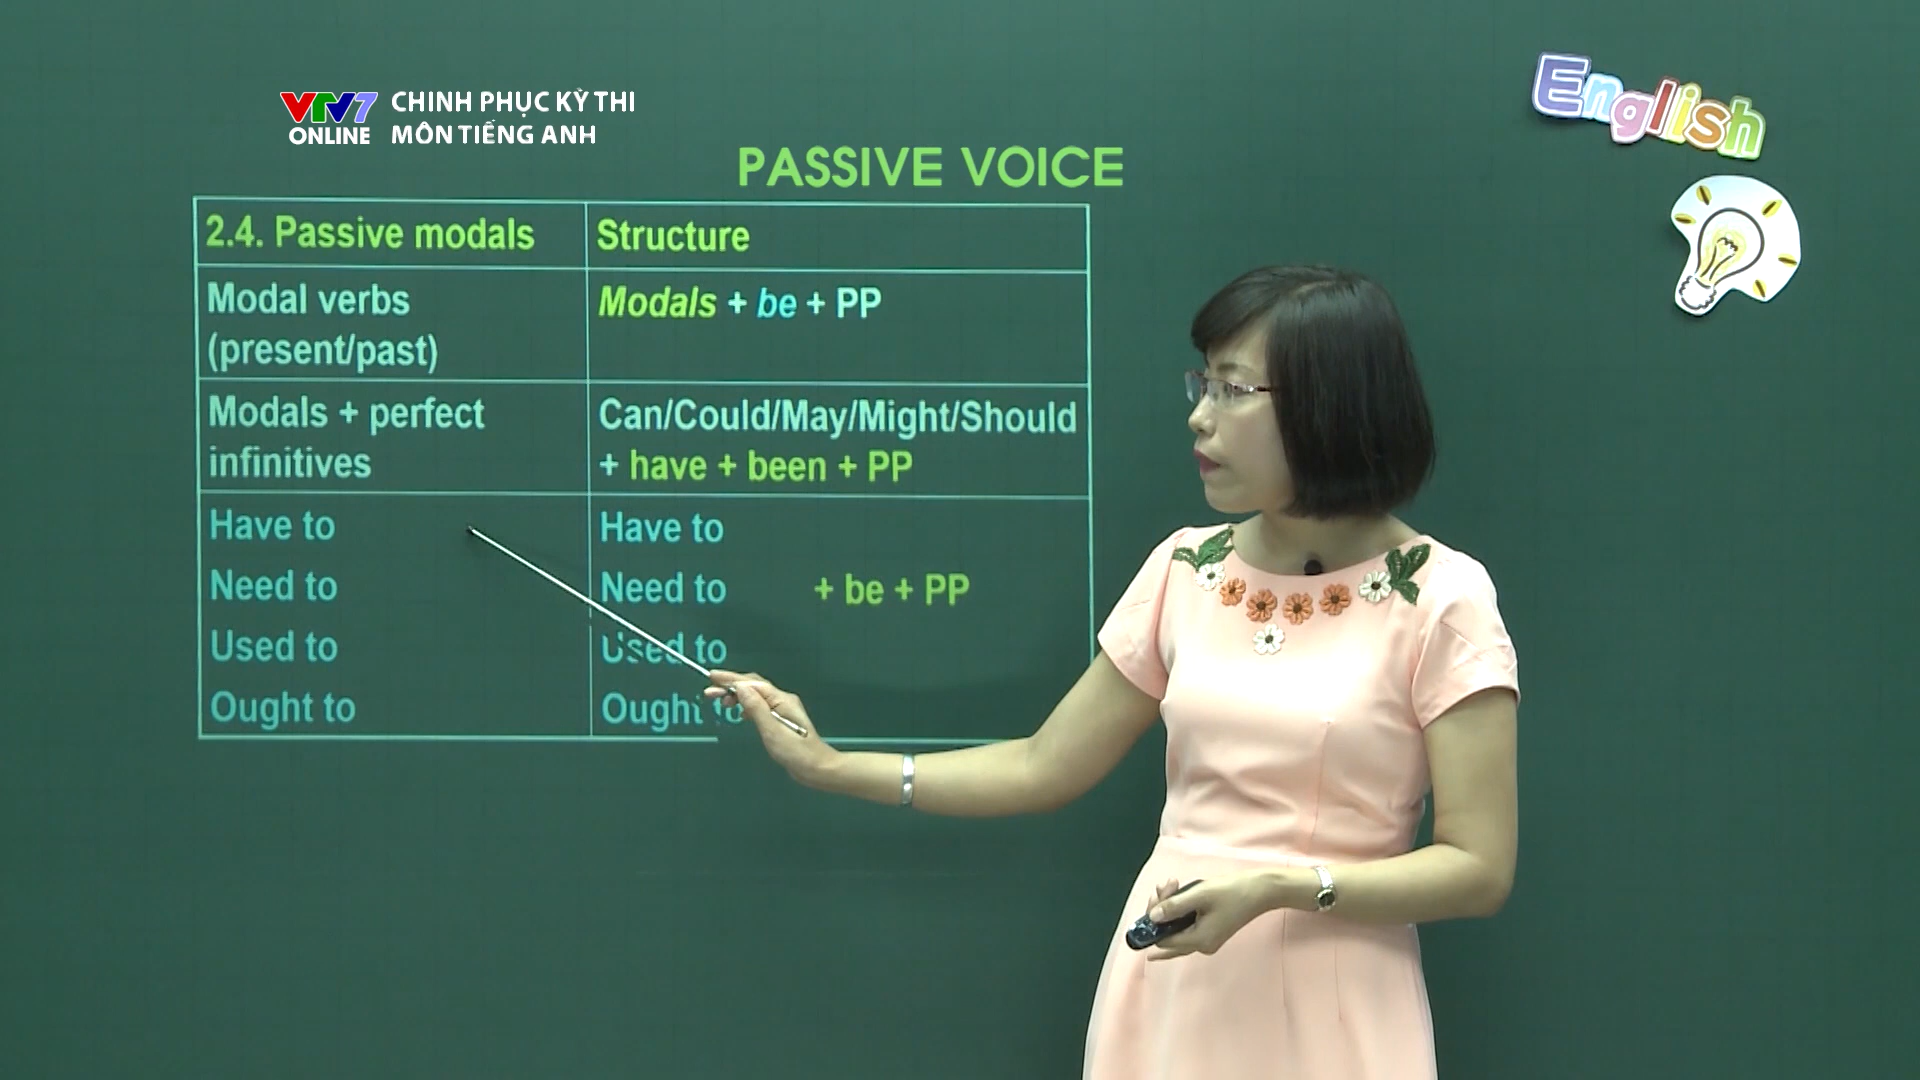 VTV7
ONLINE
CHINH PHỤC KỲ THI
MÔN TIẾNG ANH
English
PASSIVE VOICE
2.4. Passive modals
Structure
Modal verbs
(present/past)
Modals + be + PP
Modals + perfect
infinitives
Can/Could/May/Might/Should
+ have + been + PP
Have to
Need to
Used to
Ought to
Have to
Need to + be + PP
Used to
Ought to